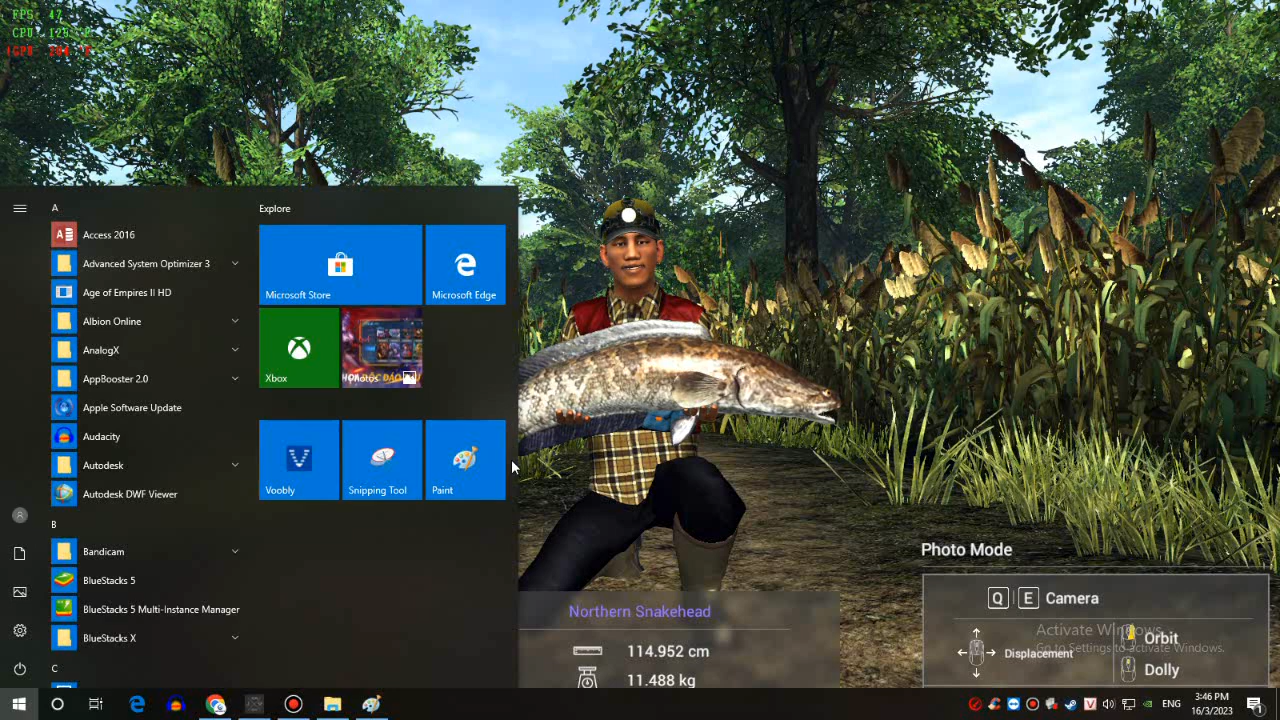 FPS 47
CPU 129 °F
GPU
A
Access 2016
Advanced System Optimizer 3
Age of Empires II HD
Albion Online
AnalogX
AppBooster 2.0
Apple Software Update
Audacity
Autodesk
Autodesk DWF Viewer
B
Bandicam
BlueStacks 5
BlueStacks 5 Multi-Instance Manager
BlueStacks X
C
Explore
Microsoft Store
Microsoft Edge
Xbox
Photos
Voobly
Snipping Tool
Paint
Northern Snakehead
114.952 cm
11.488 kg
Photo Mode
Q E Camera
Displacement
Orbit
Dolly
Activate Windows
Go to Settings to activate Windows.
ENG
3:46 PM
16/3/2023